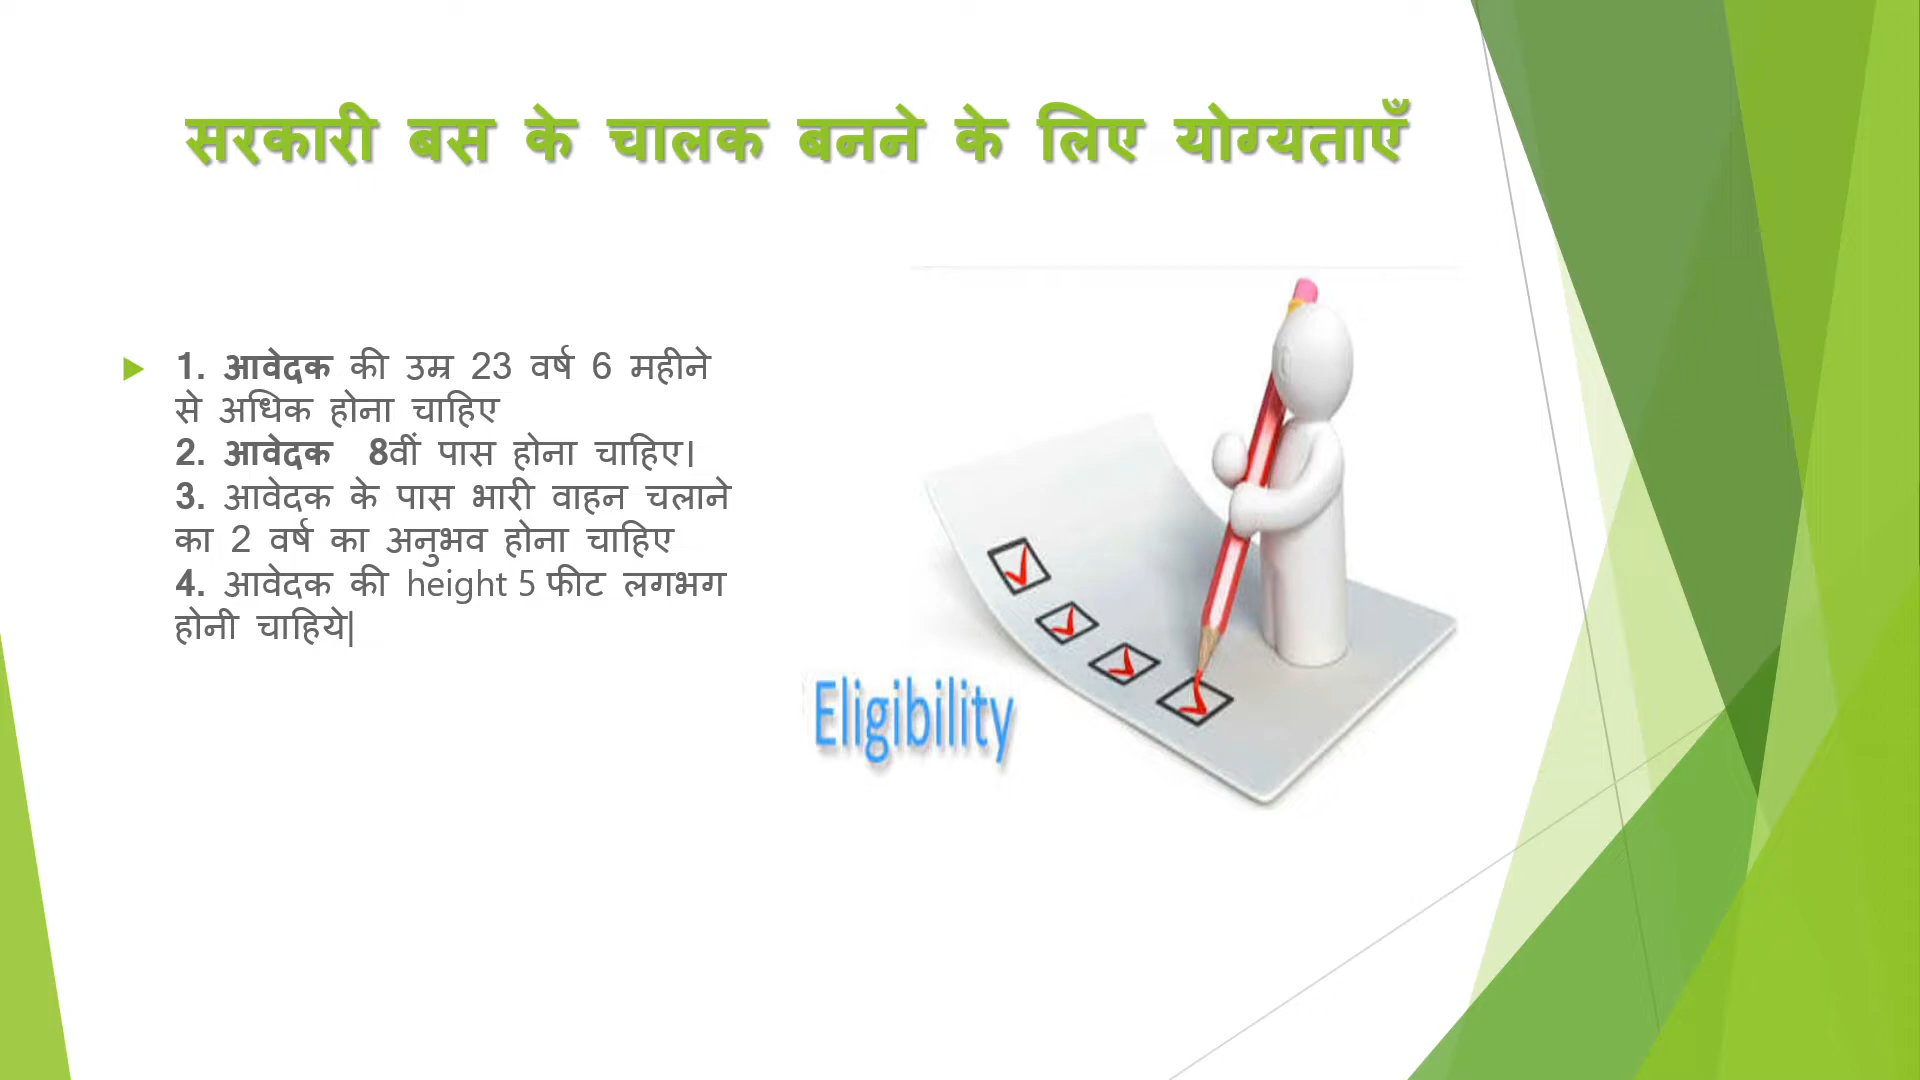 सरकारी बस के चालक बनने के लिए योग्यताएँ
1. आवेदक की उम्र 23 वर्ष 6 महीने
से अधिक होना चाहिए
2. आवेदक 8वीं पास होना चाहिए।
3. आवेदक के पास भारी वाहन चलाने
का 2 वर्ष का अनुभव होना चाहिए
4. आवेदक की height 5 फीट लगभग
होनी चाहिये|
Eligibility